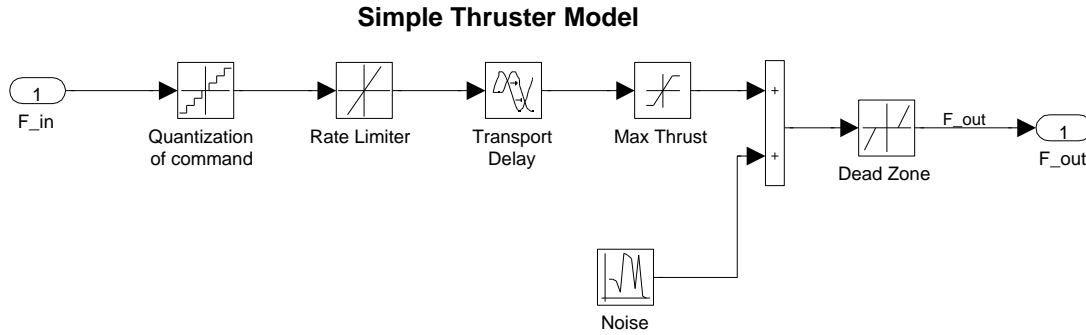 Simple Thruster Model
1
F_in
Quantization
of command
Rate Limiter
Transport
Delay
Max Thrust
+
+
Noise
Dead Zone
F_out
1
F_out